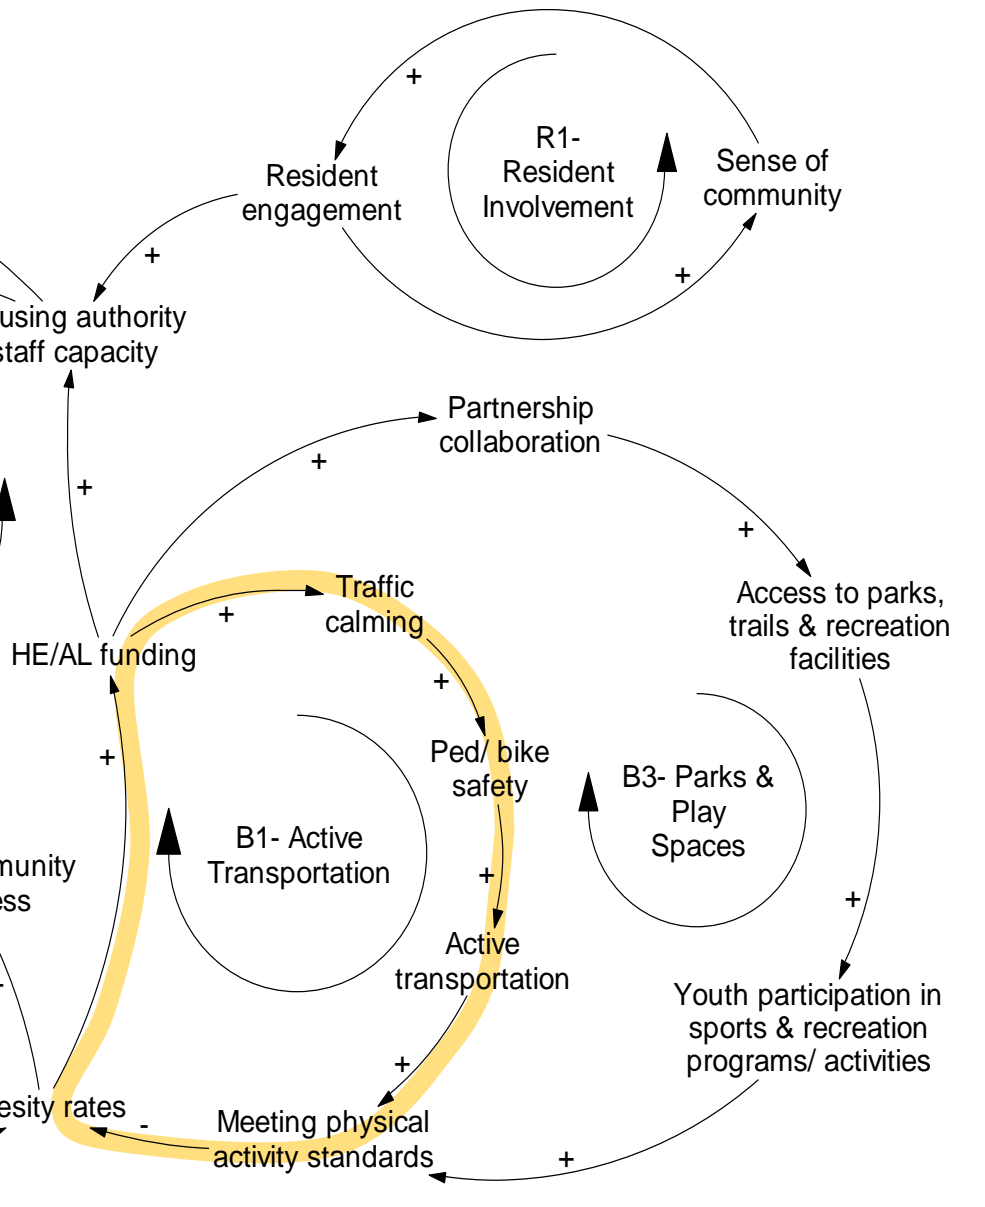 +
R1-
Resident
Involvement
Sense of
community
Resident
engagement
+
+
using authority
staff capacity
Partnership
collaboration
+
+
+
Access to parks,
trails & recreation
facilities
Traffic
calming
+
HE/AL funding
+
Ped/ bike
safety
+
B3- Parks &
Play
Spaces
B1- Active
Transportation
munity
ess
+
+
Active
transportation
-
Youth participation in
sports & recreation
programs/ activities
+
esity rates
-
Meeting physical
activity standards
+